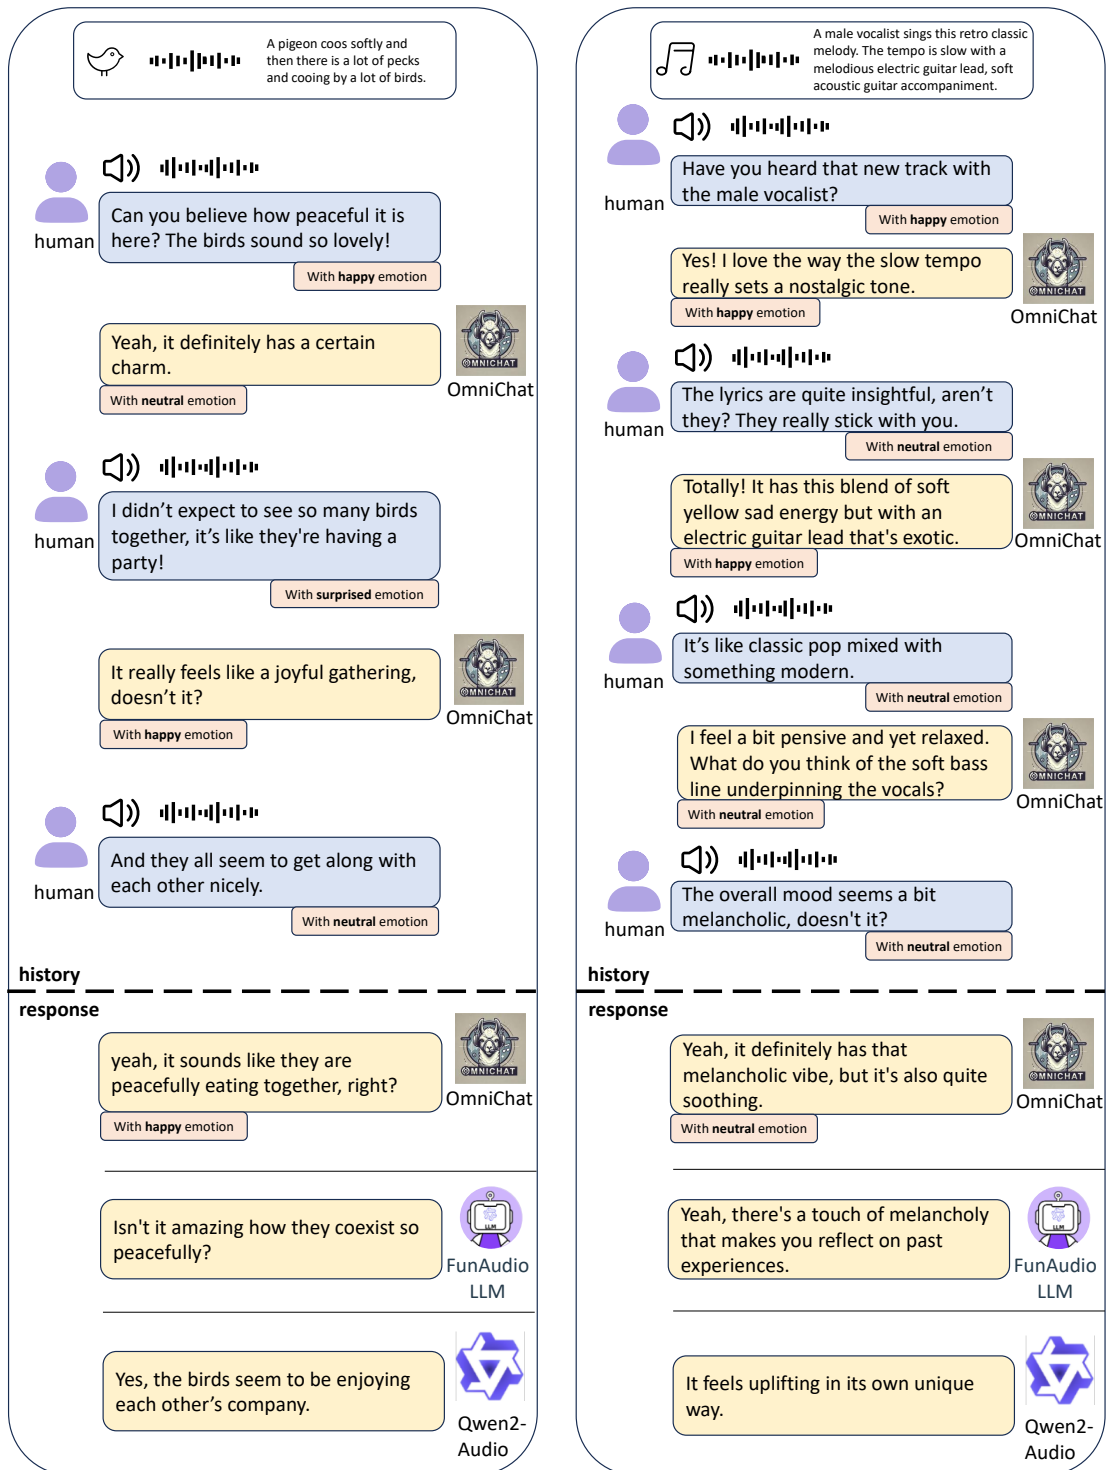 A pigeon coos softly and
then there is a lot of pecks
and cooing by a lot of birds.
human
Can you believe how peaceful it is
here? The birds sound so lovely!
With happy emotion
Yeah, it definitely has a certain
charm.
With neutral emotion
OMNICHAT
OmniChat
human
I didn’t expect to see so many birds
together, it’s like they're having a
party!
With surprised emotion
It really feels like a joyful gathering,
doesn’t it?
With happy emotion
OMNICHAT
OmniChat
human
And they all seem to get along with
each other nicely.
With neutral emotion
history
response
yeah, it sounds like they are
peacefully eating together, right?
With happy emotion
OMNICHAT
OmniChat
Isn't it amazing how they coexist so
peacefully?
LLM
FunAudio
LLM
Yes, the birds seem to be enjoying
each other’s company.
Qwen2-
Audio
A male vocalist sings this retro classic
melody. The tempo is slow with a
melodious electric guitar lead, soft
acoustic guitar accompaniment.
human
Have you heard that new track with
the male vocalist?
With happy emotion
Yes! I love the way the slow tempo
really sets a nostalgic tone.
With happy emotion
OMNICHAT
OmniChat
human
The lyrics are quite insightful, aren’t
they? They really stick with you.
With neutral emotion
Totally! It has this blend of soft
yellow sad energy but with an
electric guitar lead that's exotic.
With happy emotion
OMNICHAT
OmniChat
human
It’s like classic pop mixed with
something modern.
With neutral emotion
I feel a bit pensive and yet relaxed.
What do you think of the soft bass
line underpinning the vocals?
With neutral emotion
OMNICHAT
OmniChat
human
The overall mood seems a bit
melancholic, doesn't it?
With neutral emotion
history
response
Yeah, it definitely has that
melancholic vibe, but it's also quite
soothing.
With neutral emotion
OMNICHAT
OmniChat
Yeah, there's a touch of melancholy
that makes you reflect on past
experiences.
LLM
FunAudio
LLM
It feels uplifting in its own unique
way.
Qwen2-
Audio